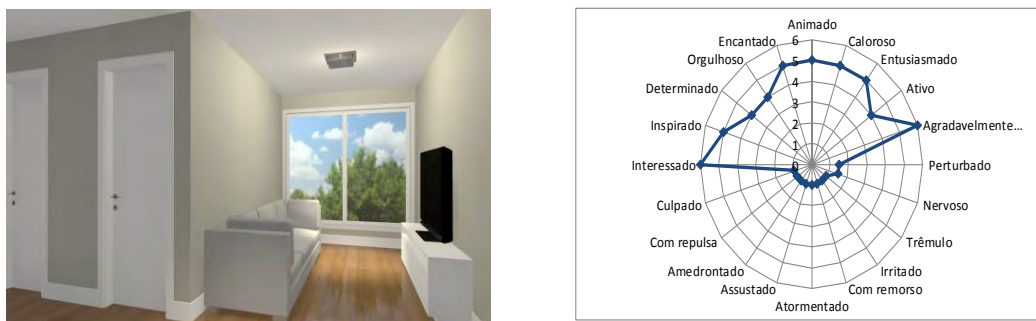 Animado
Caloroso
Entusiasmado
Ativo
Agradavelmente...
Perturbado
Nervoso
Trêmulo
Irritado
Com remorso
Atormentado
Assustado
Amedrontado
Com repulsa
Culpado
Interessado
Inspirado
Determinado
Orgulhoso
Encantado
6
5
4
3
2
1
0